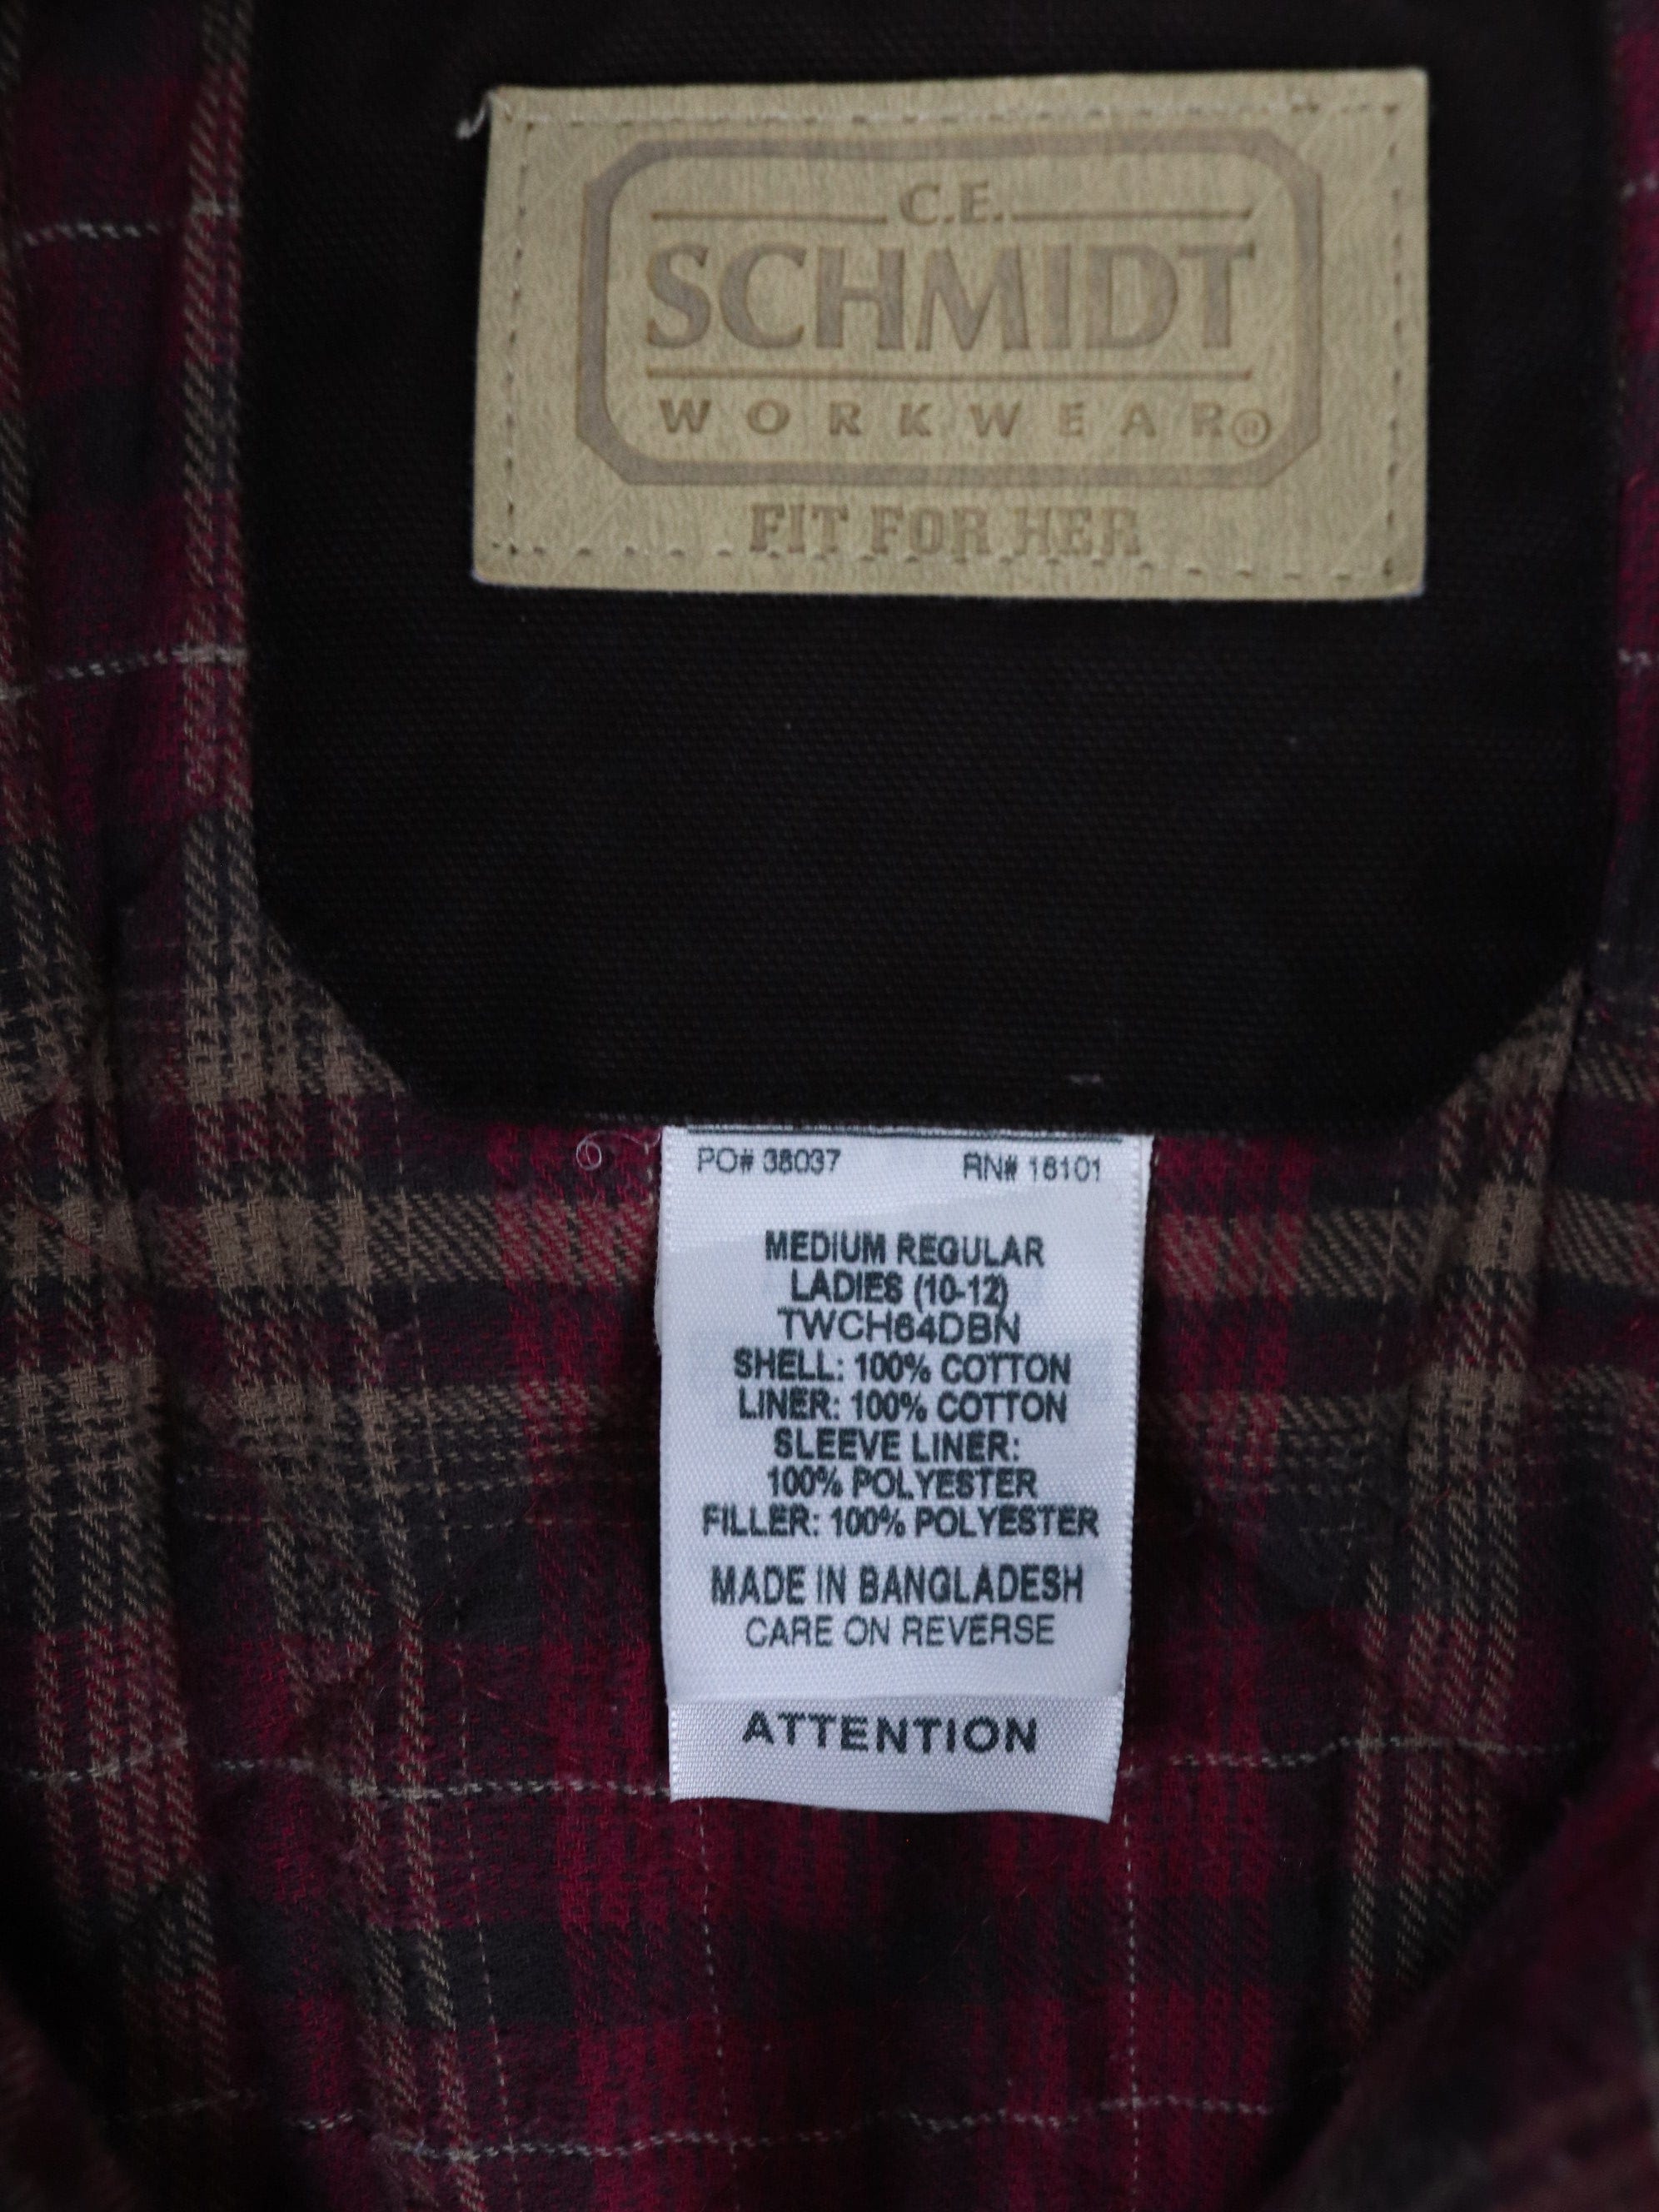 C.E.
SCHMIDT
WORKWEAR®
FIT FOR HER
PO# 38037 RN# 16101
MEDIUM REGULAR
LADIES (10-12)
TWCH64DBN
SHELL: 100% COTTON
LINER: 100% COTTON
SLEEVE LINER:
100% POLYESTER
FILLER: 100% POLYESTER
MADE IN BANGLADESH
CARE ON REVERSE
ATTENTION